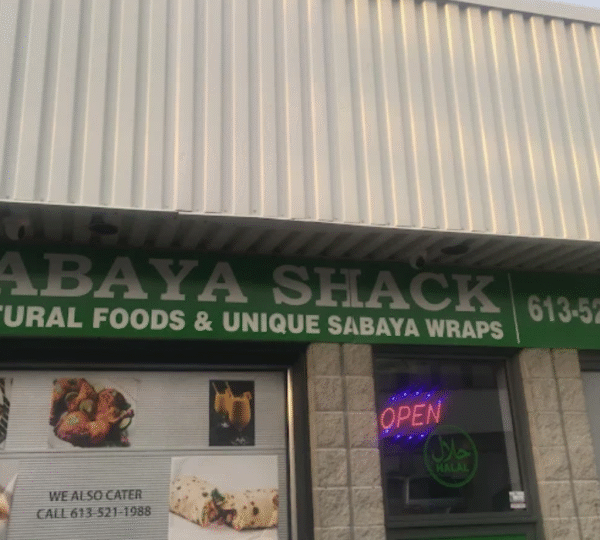 ABAYA SHACK
TURAL FOODS & UNIQUE SABAYA WRAPS
613-52
OPEN
حلال
HALAL
WE ALSO CATER
CALL 613-521-1988